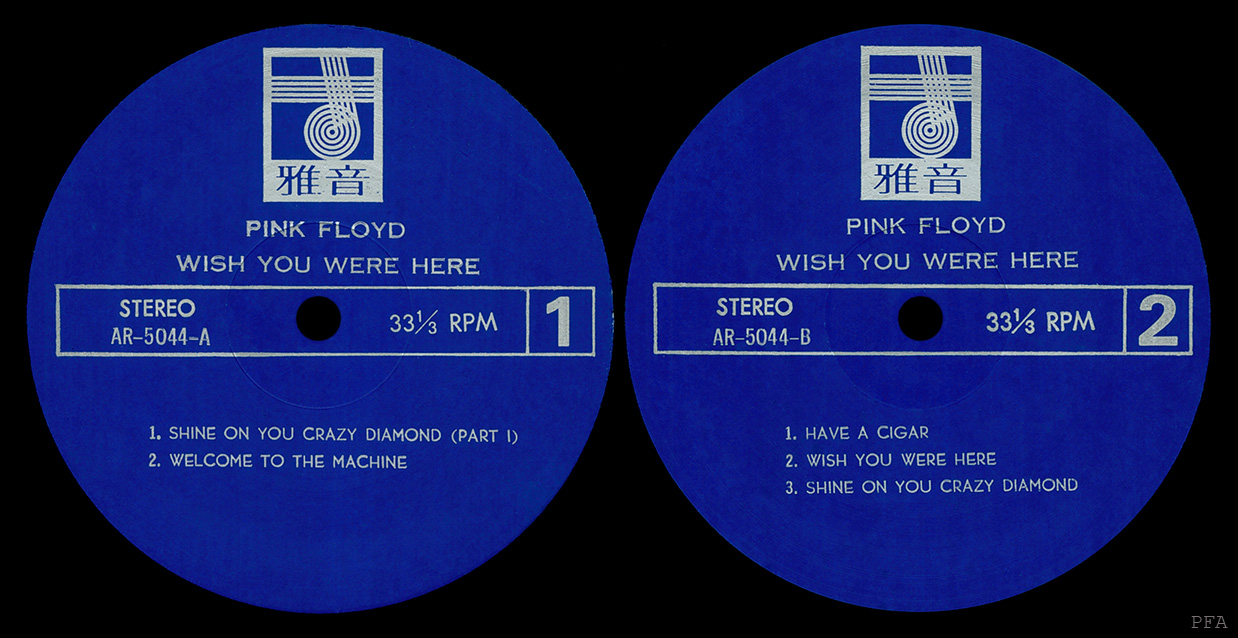 雅音
PINK FLOYD
WISH YOU WERE HERE
STEREO
AR-5044-A
33⅓ RPM
1
1. SHINE ON YOU CRAZY DIAMOND (PART I)
2. WELCOME TO THE MACHINE
雅音
PINK FLOYD
WISH YOU WERE HERE
STEREO
AR-5044-B
33⅓ RPM
2
1. HAVE A CIGAR
2. WISH YOU WERE HERE
3. SHINE ON YOU CRAZY DIAMOND
PFA